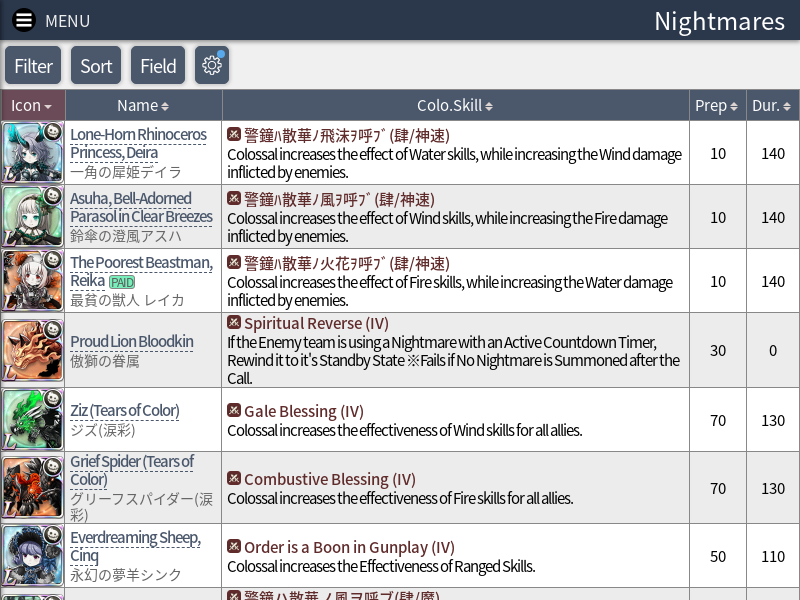 MENU
Nightmares
Filter
Sort
Field
Icon
Name
Colo.Skill
Prep
Dur.
Lone-Horn Rhinoceros
Princess, Deira
一角の犀姫デイラ
警鐘ﾊ散華ﾉ飛沫ｦ呼ﾌﾞ(肆/神速)
Colossal increases the effect of Water skills, while increasing the Wind damage
inflicted by enemies.
10
140
Asuha, Bell-Adorned
Parasol in Clear Breezes
鈴傘の澄風アスハ
警鐘ﾊ散華ﾉ風ｦ呼ﾌﾞ(肆/神速)
Colossal increases the effect of Wind skills, while increasing the Fire damage
inflicted by enemies.
10
140
The Poorest Beastman,
Reika PAID
最貧の獣人 レイカ
警鐘ﾊ散華ﾉ火花ｦ呼ﾌﾞ(肆/神速)
Colossal increases the effect of Fire skills, while increasing the Water damage
inflicted by enemies.
10
140
Proud Lion Bloodkin
傲獅の眷属
Spiritual Reverse (IV)
If the Enemy team is using a Nightmare with an Active Countdown Timer,
Rewind it to it's Standby State ※Fails if No Nightmare is Summoned after the
Call.
30
0
Ziz (Tears of Color)
ジズ(涙彩)
Gale Blessing (IV)
Colossal increases the effectiveness of Wind skills for all allies.
70
130
Grief Spider (Tears of
Color)
グリーフスパイダー(涙
彩)
Combustive Blessing (IV)
Colossal increases the effectiveness of Fire skills for all allies.
70
130
Everdreaming Sheep,
Cinq
永幻の夢羊シンク
Order is a Boon in Gunplay (IV)
Colossal increases the Effectiveness of Ranged Skills.
50
110
警鐘ハ散華ノ風ヲ呼ブ(肆/魔)